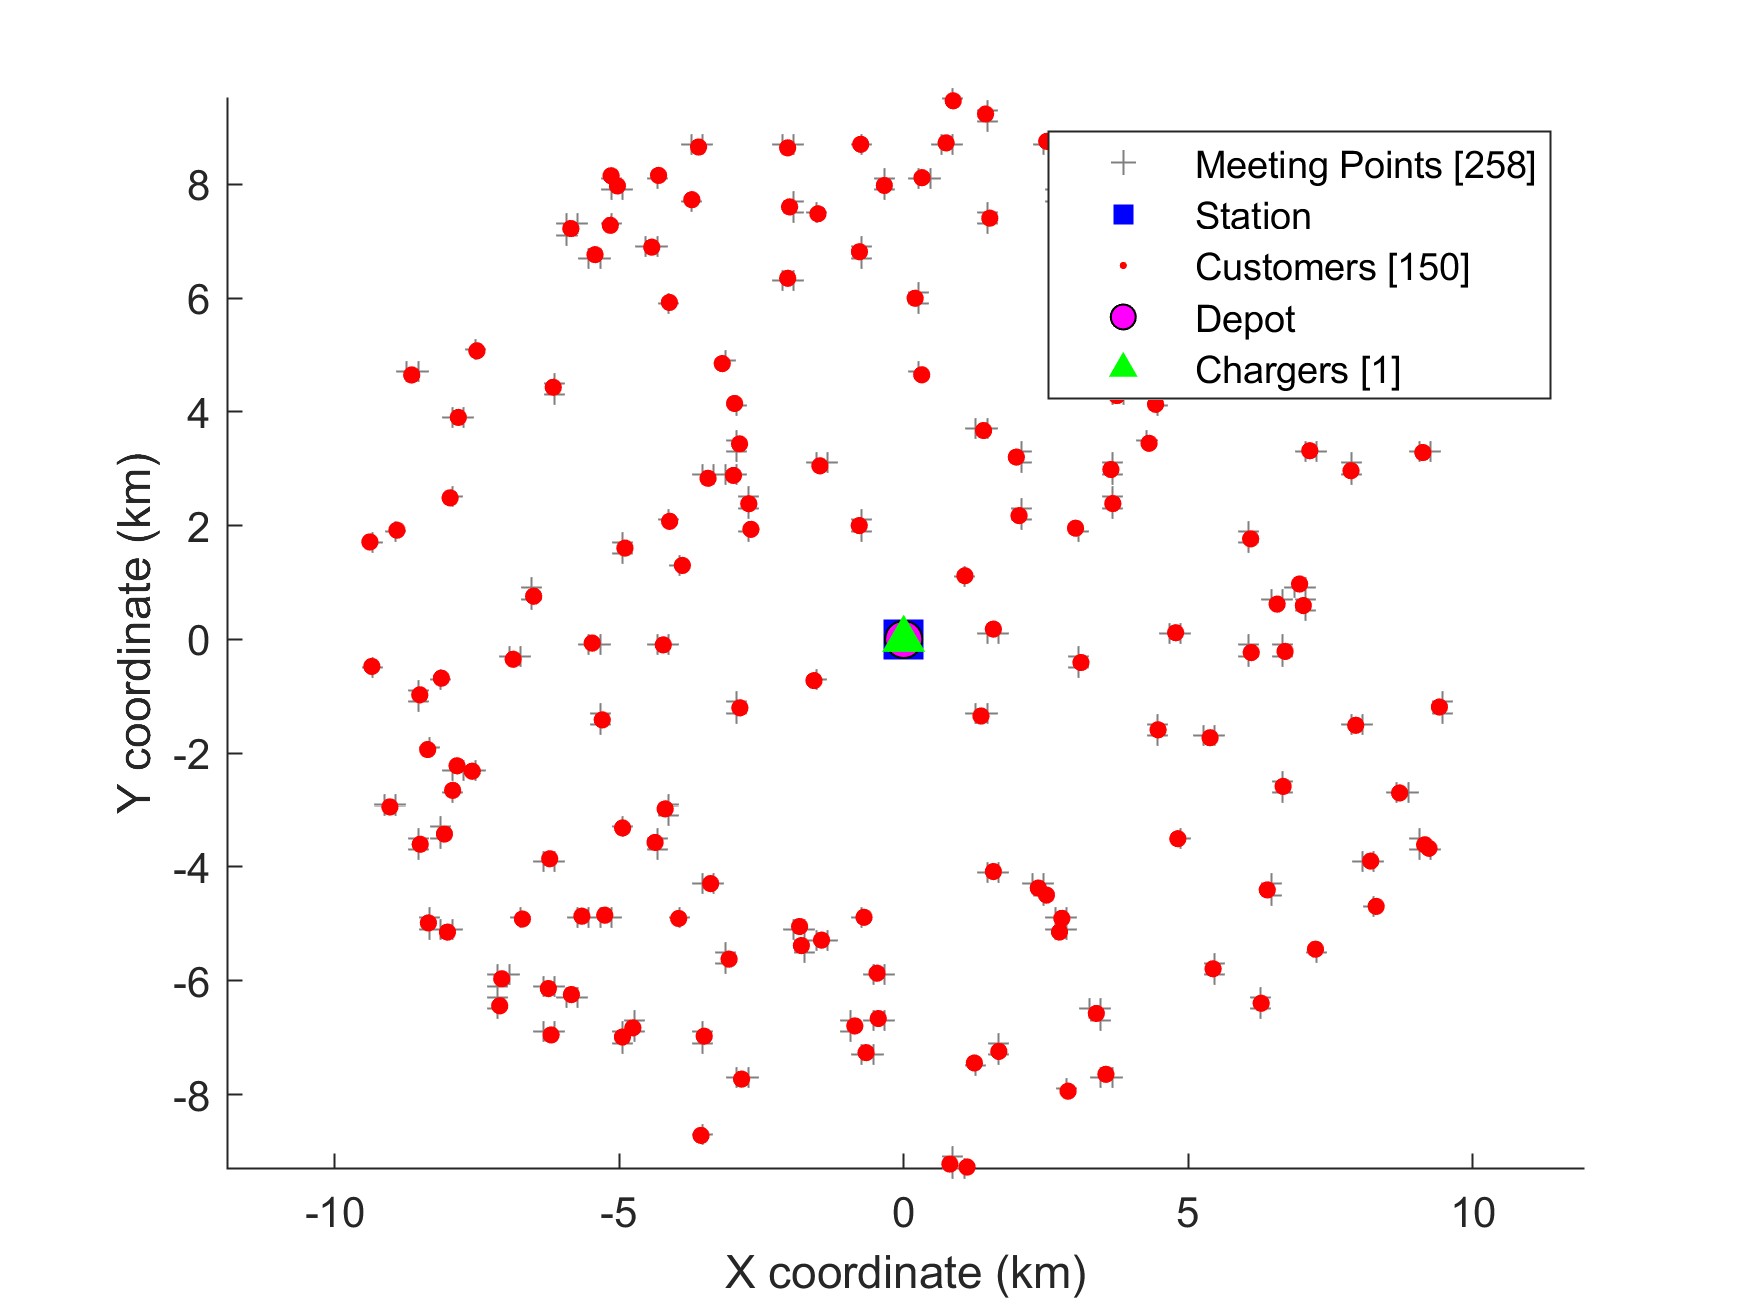 8
6
4
2
0
-2
-4
-6
-8
Y coordinate (km)
Meeting Points [258]
Station
Customers [150]
Depot
Chargers [1]
-10 -5 0 5 10
X coordinate (km)